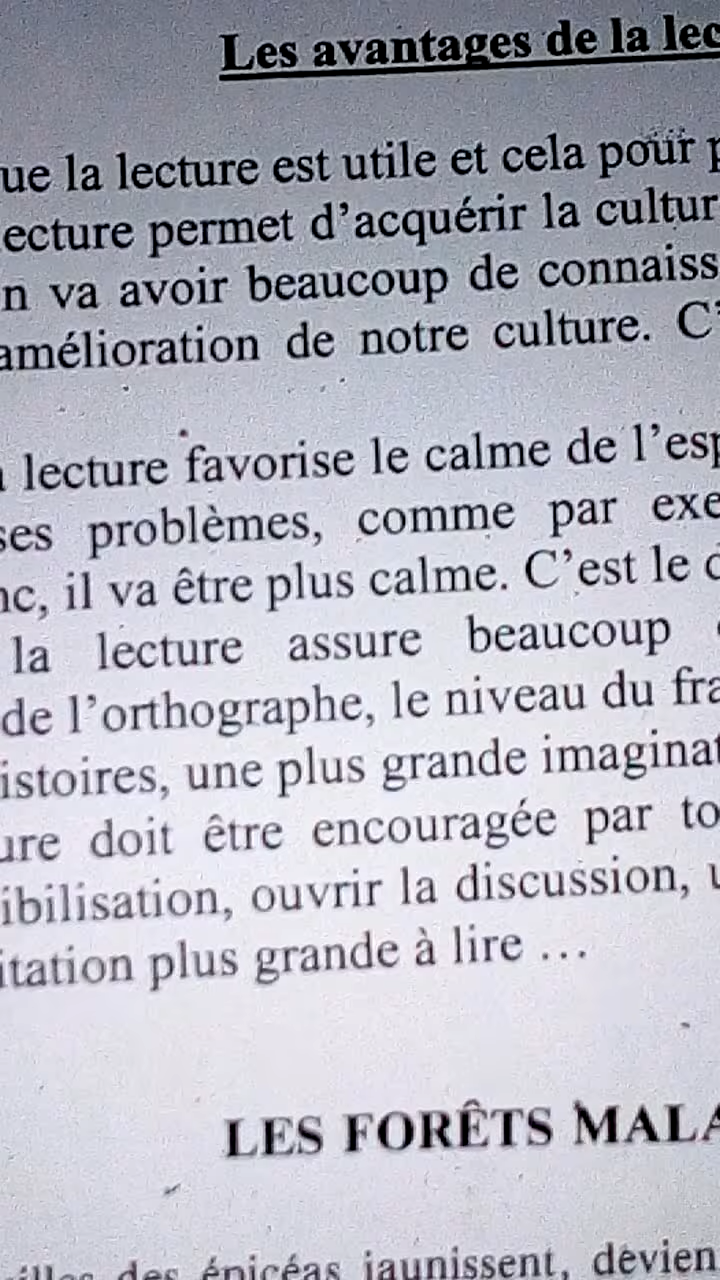 Les avantages de la lec
ue la lecture est utile et cela pour p
ecture permet d'acquérir la cultur
n va avoir beaucoup de connaiss
amélioration de notre culture. C'
lecture favorise le calme de l'esp
ses problèmes, comme par exe
nc, il va être plus calme. C'est le d
la lecture assure beaucoup
de l'orthographe, le niveau du fra
istoires, une plus grande imaginat
ure doit être encouragée par to
ibilisation, ouvrir la discussion, u
itation plus grande à lire ...
LES FORÊTS MALA
des épicéas jaunissent, devien